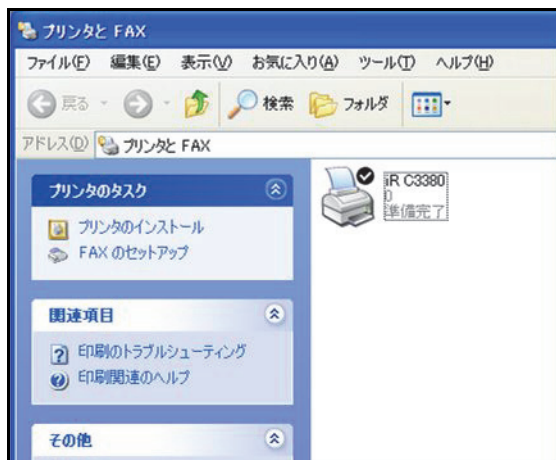 プリンタと FAX
ファイル(F) 編集(E) 表示(V) お気に入り(A) ツール(T) ヘルプ(H)
戻る 検索 フォルダ
アドレス(D) プリンタと FAX
プリンタのタスク
プリンタのインストール
FAX のセットアップ
関連項目
印刷のトラブルシューティング
印刷関連のヘルプ
その他
iR C3380
0
準備完了